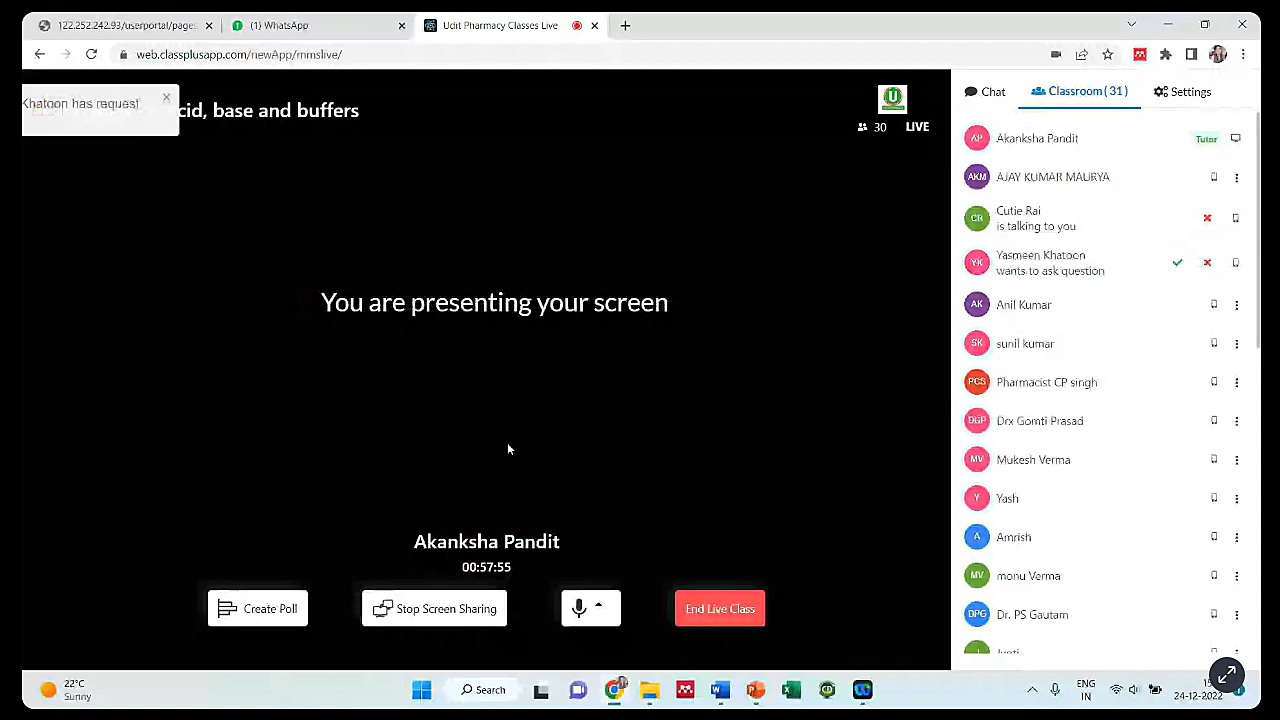 122.252.242.93/userportal/pages
(1) WhatsApp
Udit Pharmacy Classes Live
web.classplusapp.com/newApp/mmslive/
Khatoon has request
cid, base and buffers
30
LIVE
You are presenting your screen
Akanksha Pandit
00:57:55
Create Poll
Stop Screen Sharing
End Live Class
Chat
Classroom (31)
Settings
AP
Akanksha Pandit
Tutor
AKM
AJAY KUMAR MAURYA
CR
Cutie Rai
is talking to you
YK
Yasmeen Khatoon
wants to ask question
AK
Anil Kumar
SK
sunil kumar
PCS
Pharmacist CP singh
DGP
Drx Gomti Prasad
MV
Mukesh Verma
Y
Yash
A
Amrish
MV
monu Verma
DPG
Dr. PS Gautam
22°C
Sunny
Search
ENG
IN